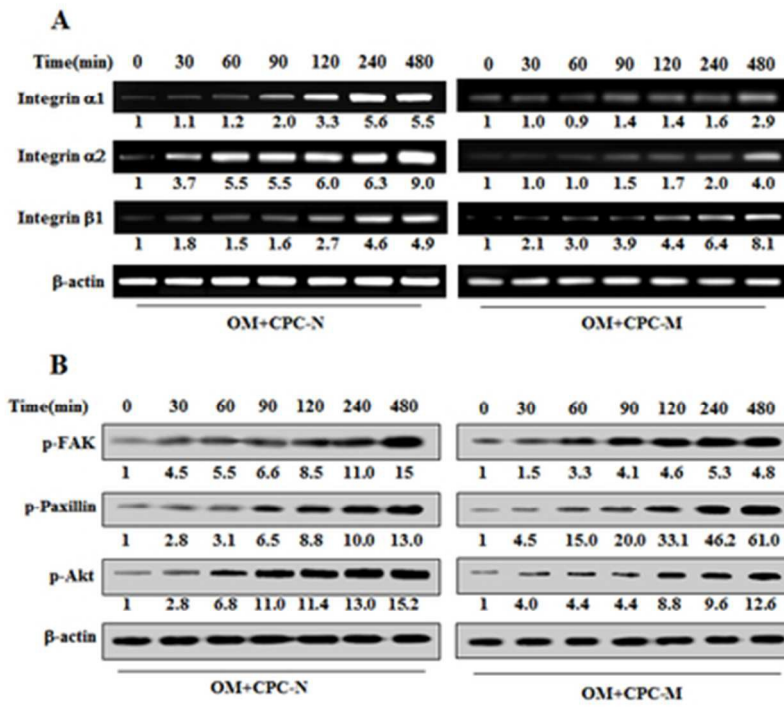 A
Time(min) 0 30 60 90 120 240 480 0 30 60 90 120 240 480
Integrin α1
1 1.1 1.2 2.0 3.3 5.6 5.5 1 1.0 0.9 1.4 1.4 1.6 2.9
Integrin α2
1 3.7 5.5 5.5 6.0 6.3 9.0 1 1.0 1.0 1.5 1.7 2.0 4.0
Integrin β1
1 1.8 1.5 1.6 2.7 4.6 4.9 1 2.1 3.0 3.9 4.4 6.4 8.1
β-actin
OM+CPC-N OM+CPC-M
B
Time(min) 0 30 60 90 120 240 480 0 30 60 90 120 240 480
p-FAK
1 4.5 5.5 6.6 8.5 11.0 15 1 1.5 3.3 4.1 4.6 5.3 4.8
p-Paxillin
1 2.8 3.1 6.5 8.8 10.0 13.0 1 4.5 15.0 20.0 33.1 46.2 61.0
p-Akt
1 2.8 6.8 11.0 11.4 13.0 15.2 1 4.0 4.4 4.4 8.8 9.6 12.6
β-actin
OM+CPC-N OM+CPC-M